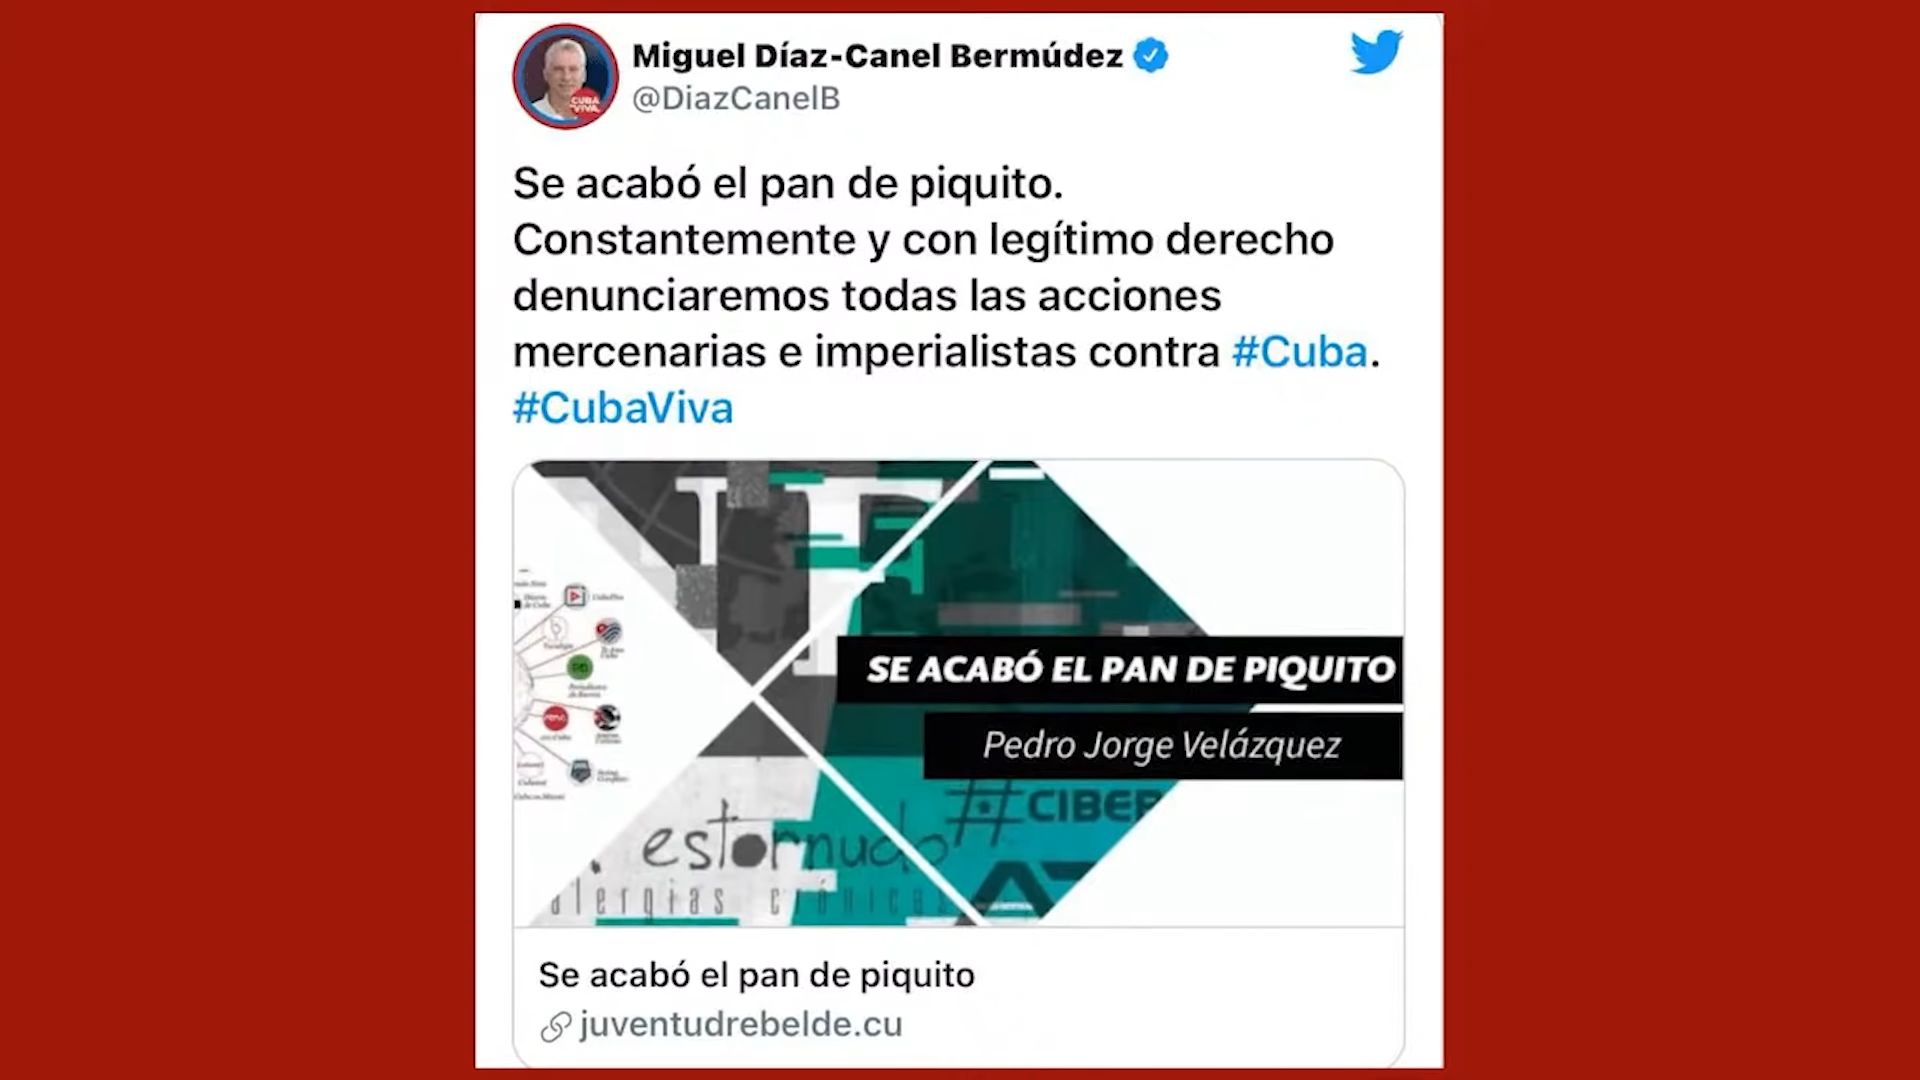 Miguel Díaz-Canel Bermúdez
@DiazCanelB
CUBA
VIVA
Se acabó el pan de piquito.
Constantemente y con legítimo derecho
denunciaremos todas las acciones
mercenarias e imperialistas contra #Cuba.
#CubaViva
SE ACABÓ EL PAN DE PIQUITO
Pedro Jorge Velázquez
#CIBER
estornudo
alergias crónicas
Se acabó el pan de piquito
juventudrebelde.cu